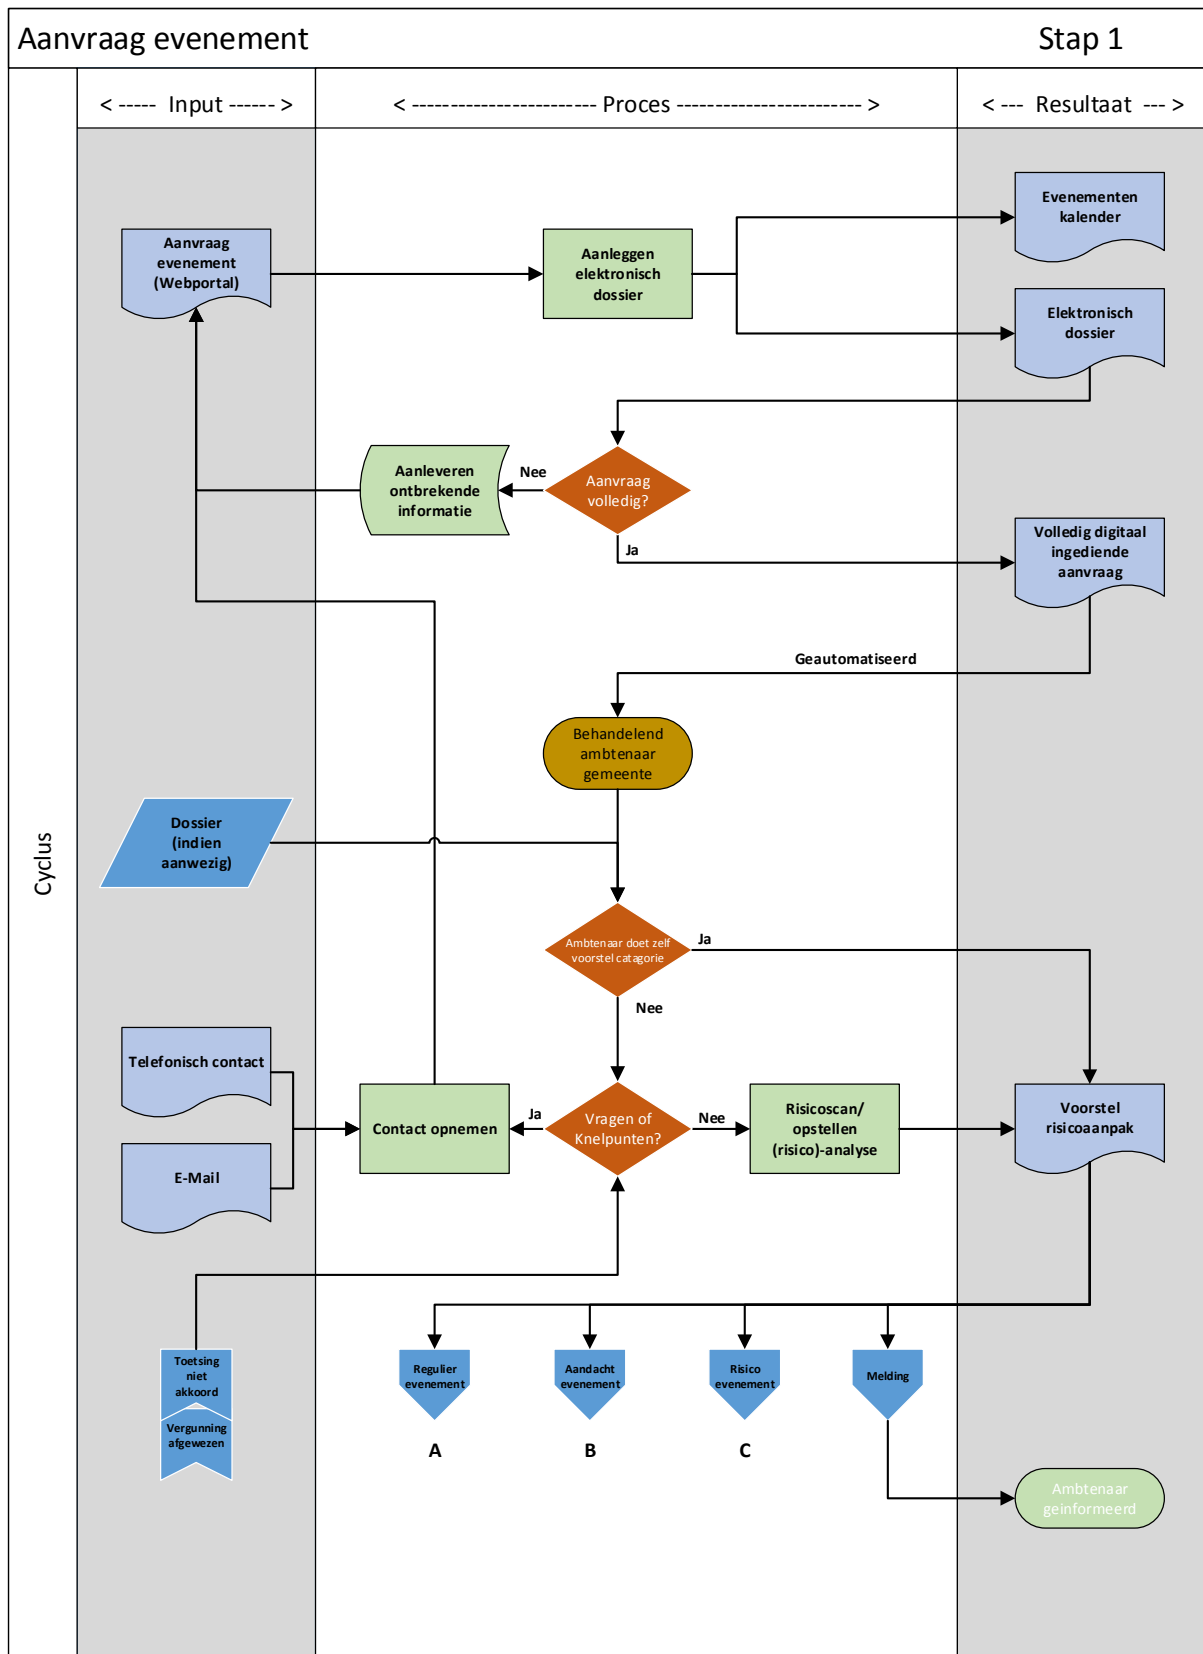 Aanvraag evenement
Stap 1
< ----- Input ------ >
< ------------------------ Proces ------------------------ >
< --- Resultaat --- >
Cyclus
Evenementen
kalender
Aanvraag
evenement
(Webportal)
Aanleggen
elektronisch
dossier
Elektronisch
dossier
Aanleveren
ontbrekende
informatie
Nee
Aanvraag
volledig?
Ja
Volledig digitaal
ingediende
aanvraag
Geautomatiseerd
Behandelend
ambtenaar
gemeente
Dossier
(indien
aanwezig)
Ambtenaar doet zelf
voorstel catagorie
Ja
Nee
Telefonisch contact
E-Mail
Contact opnemen
Ja
Vragen of
Knelpunten?
Nee
Risicoscan/
opstellen
(risico)-analyse
Voorstel
risicoaanpak
Toetsing
niet
akkoord
Vergunning
afgewezen
Regulier
evenement
Aandacht
evenement
Risico
evenement
Melding
A
B
C
Ambtenaar
geinformeerd